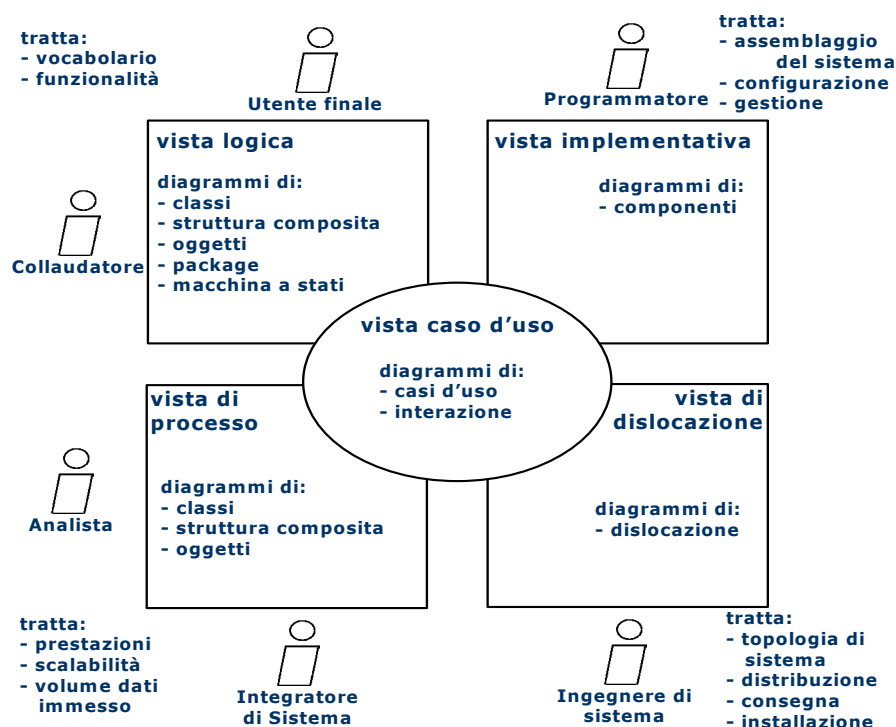 tratta:
- vocabolario
- funzionalità
Utente finale
Programmatore
tratta:
- assemblaggio
del sistema
- configurazione
- gestione
vista logica
diagrammi di:
- classi
- struttura composita
- oggetti
- package
- macchina a stati
vista implementativa
diagrammi di:
- componenti
Collaudatore
vista caso d’uso
diagrammi di:
- casi d’uso
- interazione
vista di
processo
diagrammi di:
- classi
- struttura composita
- oggetti
vista di
dislocazione
diagrammi di:
- dislocazione
Analista
tratta:
- prestazioni
- scalabilità
- volume dati
immesso
Integratore
di Sistema
Ingegnere di
sistema
tratta:
- topologia di
sistema
- distribuzione
- consegna
- installazione